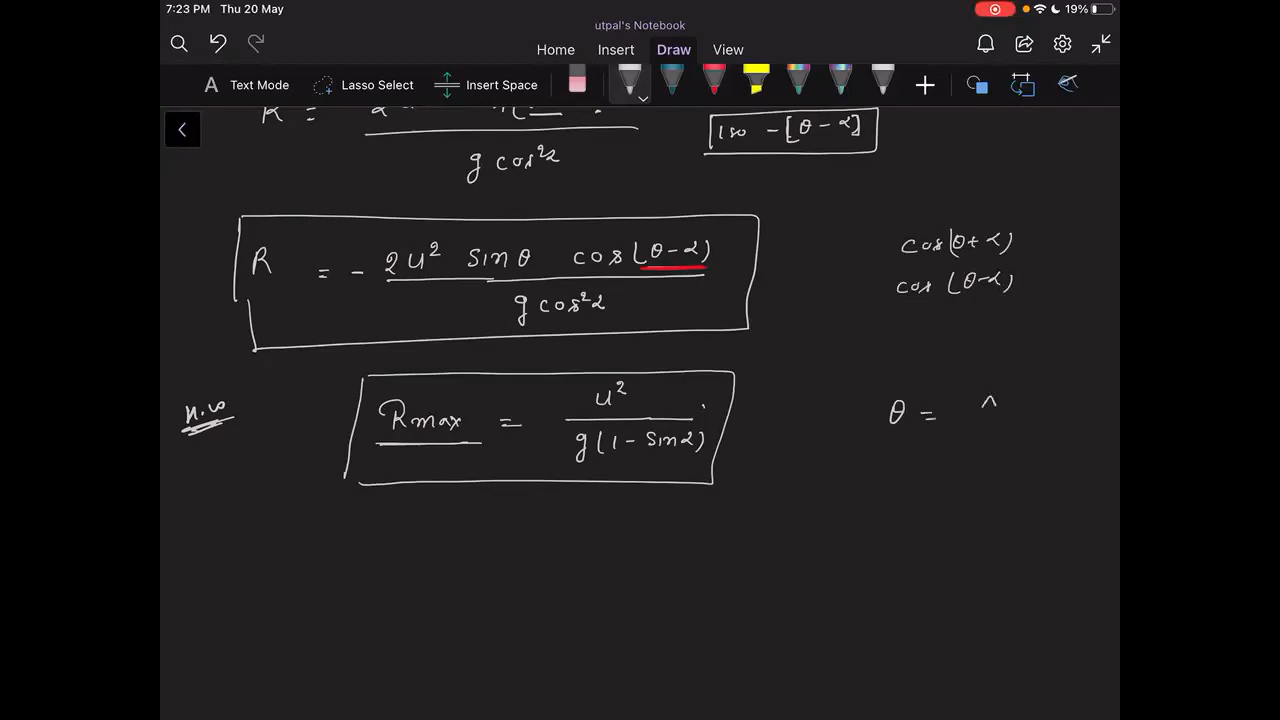 7:23 PM Thu 20 May
19%
utpal's Notebook
Home Insert Draw View
A Text Mode Lasso Select Insert Space
R =
g cos²α
180 - [θ - α]
R = - 2u² sinθ cos(θ-α)
g cos²α
cos(θ+α)
cos (θ-α)
H.W
Rmax = u²
g(1 - sinα)
θ = ^